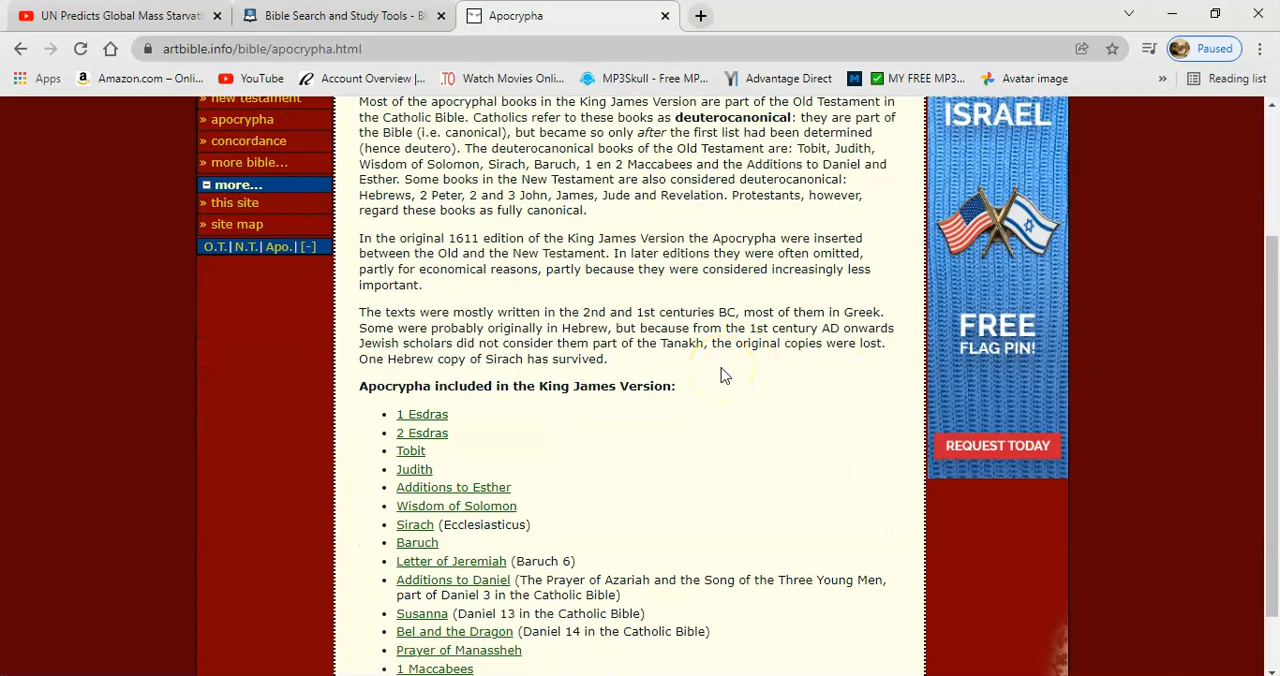 UN Predicts Global Mass Starvati
Bible Search and Study Tools - Bl
Apocrypha
artbible.info/bible/apocrypha.html
Paused
Apps
Amazon.com – Onli...
YouTube
Account Overview |...
Watch Movies Onli...
MP3Skull - Free MP...
Advantage Direct
MY FREE MP3...
Avatar image
»
Reading list
» new testament
» apocrypha
» concordance
» more bible...
more...
» this site
» site map
O.T.| N.T.| Apo.| [-]
Most of the apocryphal books in the King James Version are part of the Old Testament in
the Catholic Bible. Catholics refer to these books as deuterocanonical: they are part of
the Bible (i.e. canonical), but became so only after the first list had been determined
(hence deutero). The deuterocanonical books of the Old Testament are: Tobit, Judith,
Wisdom of Solomon, Sirach, Baruch, 1 en 2 Maccabees and the Additions to Daniel and
Esther. Some books in the New Testament are also considered deuterocanonical:
Hebrews, 2 Peter, 2 and 3 John, James, Jude and Revelation. Protestants, however,
regard these books as fully canonical.
In the original 1611 edition of the King James Version the Apocrypha were inserted
between the Old and the New Testament. In later editions they were often omitted,
partly for economical reasons, partly because they were considered increasingly less
important.
The texts were mostly written in the 2nd and 1st centuries BC, most of them in Greek.
Some were probably originally in Hebrew, but because from the 1st century AD onwards
Jewish scholars did not consider them part of the Tanakh, the original copies were lost.
One Hebrew copy of Sirach has survived.
Apocrypha included in the King James Version:
• 1 Esdras
• 2 Esdras
• Tobit
• Judith
• Additions to Esther
• Wisdom of Solomon
• Sirach (Ecclesiasticus)
• Baruch
• Letter of Jeremiah (Baruch 6)
• Additions to Daniel (The Prayer of Azariah and the Song of the Three Young Men,
part of Daniel 3 in the Catholic Bible)
• Susanna (Daniel 13 in the Catholic Bible)
• Bel and the Dragon (Daniel 14 in the Catholic Bible)
• Prayer of Manassheh
• 1 Maccabees
ISRAEL
FREE
FLAG PIN!
REQUEST TODAY